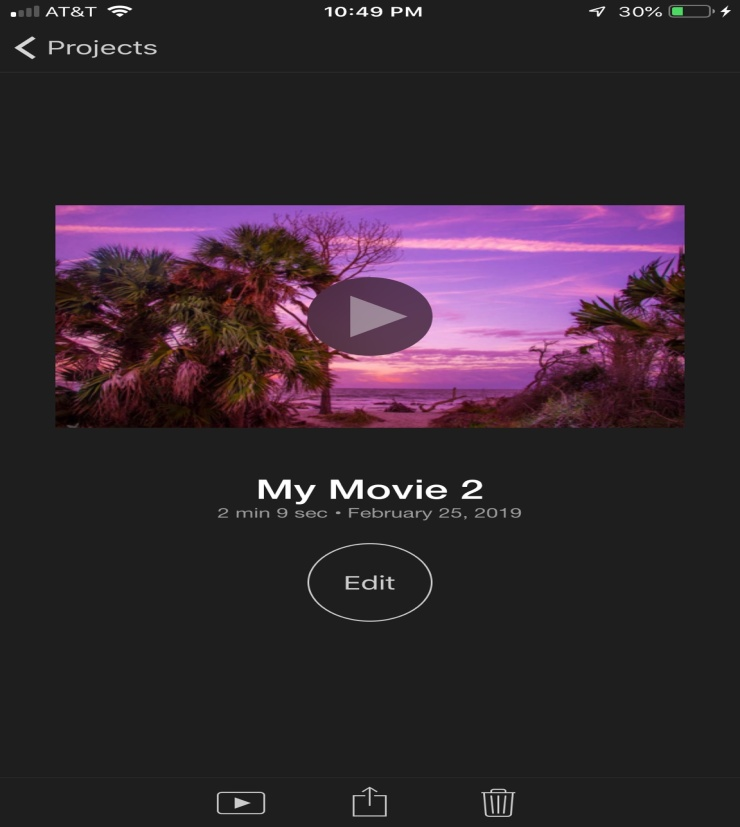 AT&T 10:49 PM 30%
Projects
My Movie 2
2 min 9 sec • February 25, 2019
Edit